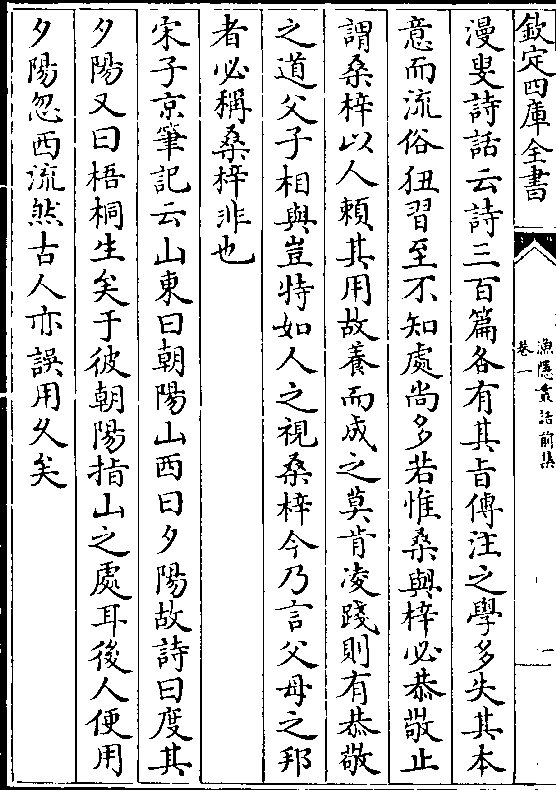 欽定四庫全書
漁隱叢話前集
卷一
一
漫叟詩話云詩三百篇各有其旨傳注之學多失其本
意而流俗狃習至不知處尚多若惟桑與梓必恭敬止
謂桑梓以人賴其用故養而成之莫肯凌踐則有恭敬
之道父子相與豈特如人之視桑梓今乃言父母之邦
者必稱桑梓非也
宋子京筆記云山東曰朝陽山西曰夕陽故詩曰度其
夕陽又曰梧桐生矣于彼朝陽指山之處耳後人便用
夕陽忽西流然古人亦誤用久矣